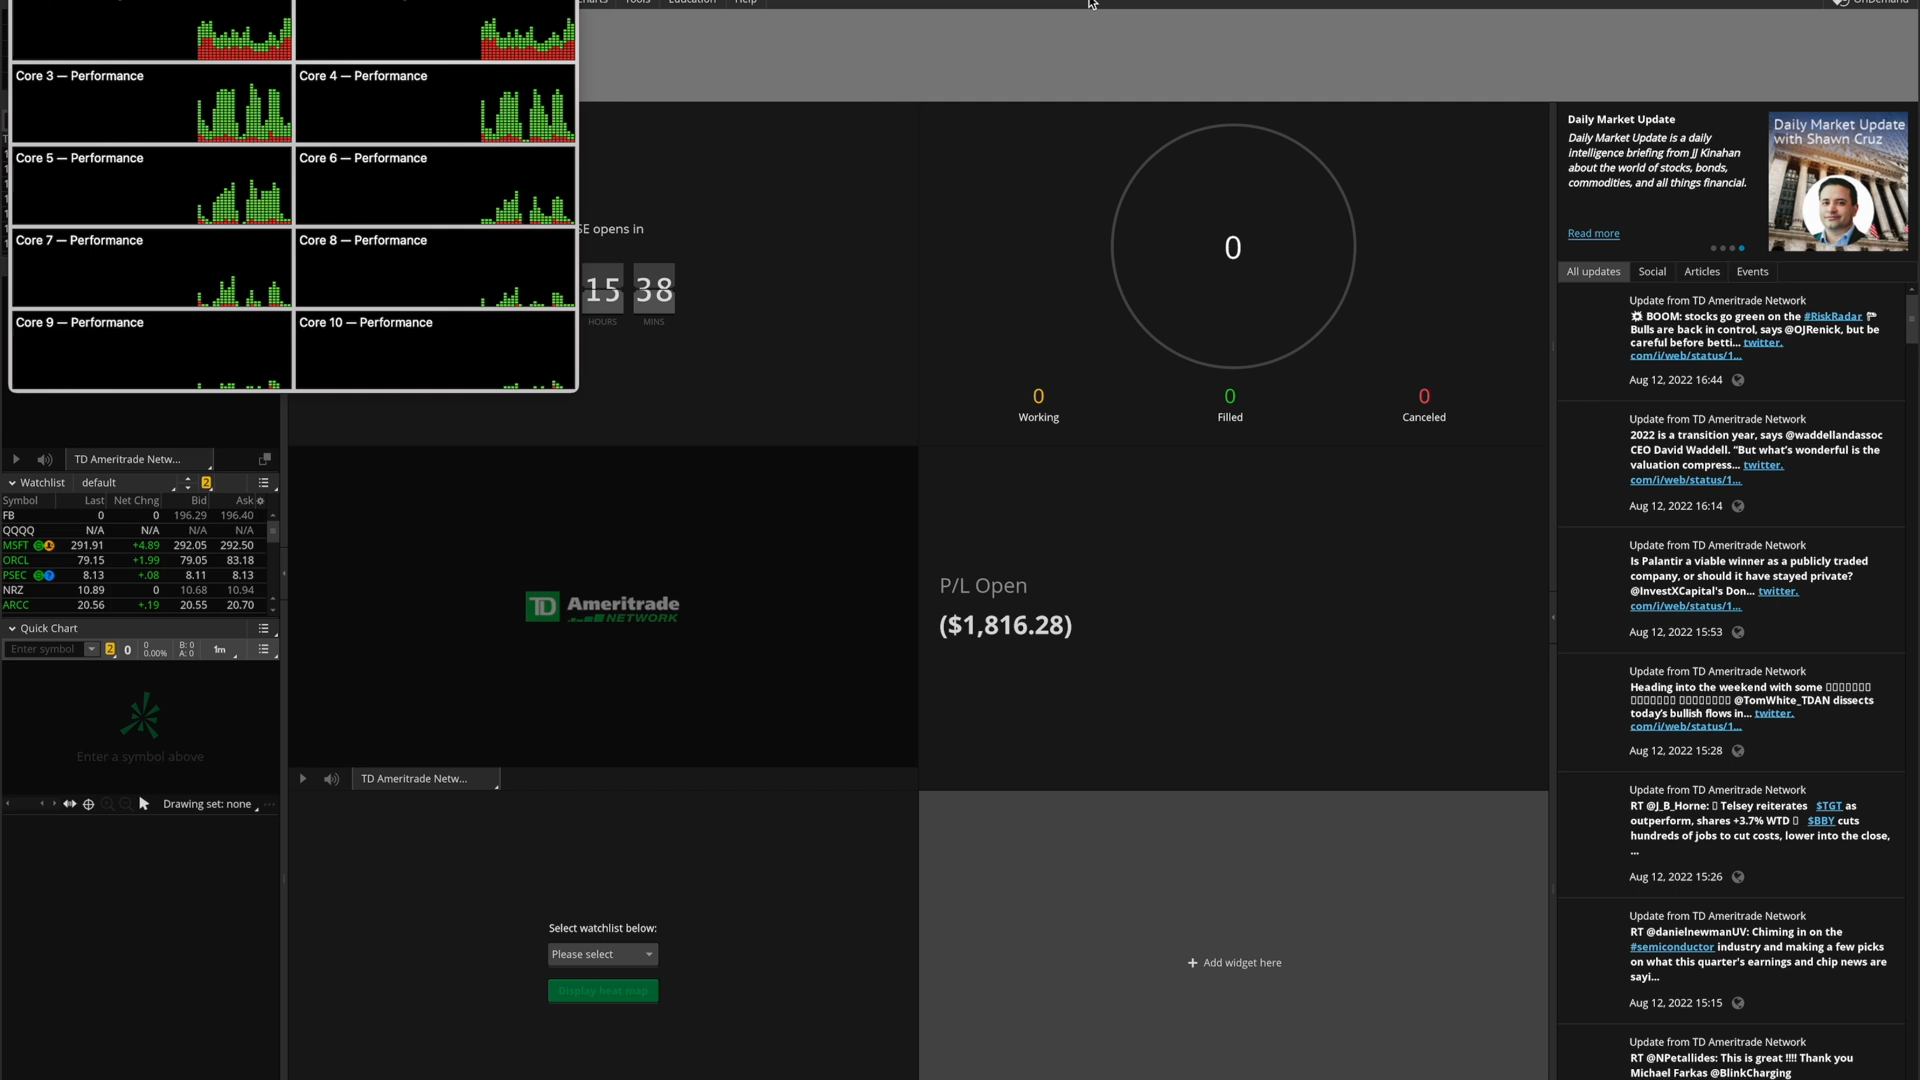 Charts
Tools
Education
Help
OnDemand
Core 3 — Performance
Core 4 — Performance
Core 5 — Performance
Core 6 — Performance
Core 7 — Performance
Core 8 — Performance
Core 9 — Performance
Core 10 — Performance
SE opens in
15 38
HOURS MINS
0
0 0 0
Working Filled Canceled
TD Ameritrade Netw...
Watchlist default 2
Symbol Last Net Chng Bid Ask
FB 0 0 196.29 196.40
QQQQ N/A N/A N/A N/A
MSFT 291.91 +4.89 292.05 292.50
ORCL 79.15 +1.99 79.05 83.18
PSEC 8.13 +.08 8.11 8.13
NRZ 10.89 0 10.68 10.94
ARCC 20.56 +.19 20.55 20.70
Quick Chart
Enter symbol 2 0 0 0.00% B: 0 A: 0 1m
Enter a symbol above
Drawing set: none
TD Ameritrade
NETWORK
TD Ameritrade Netw...
P/L Open
($1,816.28)
Select watchlist below:
Please select
Display heat map
+ Add widget here
Daily Market Update
Daily Market Update is a daily
intelligence briefing from JJ Kinahan
about the world of stocks, bonds,
commodities, and all things financial.
Read more
Daily Market Update
with Shawn Cruz
All updates Social Articles Events
Update from TD Ameritrade Network
BOOM: stocks go green on the #RiskRadar
Bulls are back in control, says @OJRenick, but be
careful before betti... twitter.
com/i/web/status/1...
Aug 12, 2022 16:44
Update from TD Ameritrade Network
2022 is a transition year, says @waddellandassoc
CEO David Waddell. "But what's wonderful is the
valuation compress... twitter.
com/i/web/status/1...
Aug 12, 2022 16:14
Update from TD Ameritrade Network
Is Palantir a viable winner as a publicly traded
company, or should it have stayed private?
@InvestXCapital's Don... twitter.
com/i/web/status/1...
Aug 12, 2022 15:53
Update from TD Ameritrade Network
Heading into the weekend with some
@TomWhite_TDAN dissects
today's bullish flows in... twitter.
com/i/web/status/1...
Aug 12, 2022 15:28
Update from TD Ameritrade Network
RT @J_B_Horne: Telsey reiterates $TGT as
outperform, shares +3.7% WTD $BBY cuts
hundreds of jobs to cut costs, lower into the close,
...
Aug 12, 2022 15:26
Update from TD Ameritrade Network
RT @danielnewmanUV: Chiming in on the
#semiconductor industry and making a few picks
on what this quarter's earnings and chip news are
sayi...
Aug 12, 2022 15:15
Update from TD Ameritrade Network
RT @NPetallides: This is great !!!! Thank you
Michael Farkas @BlinkCharging